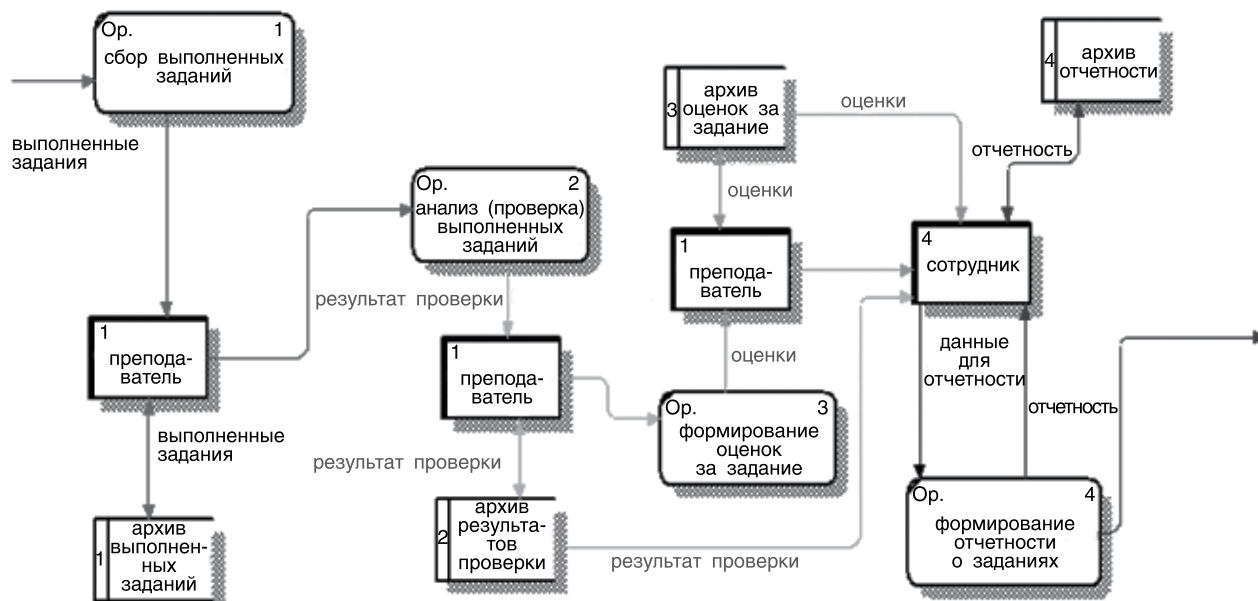 Ор. 1
сбор выполненных
заданий
выполненные
задания
1
препода-
ватель
выполненные
задания
1
архив
выполнен-
ных
заданий
Ор. 2
анализ (проверка)
выполненных
заданий
результат проверки
1
препода-
ватель
результат проверки
2
архив
результа-
тов
проверки
результат проверки
3
архив
оценок за
задание
оценки
оценки
1
препода-
ватель
оценки
Ор. 3
формирование
оценок
за задание
4
архив
отчетности
отчетность
4
сотрудник
данные
для
отчетности
отчетность
Ор. 4
формирование
отчетности
о заданиях